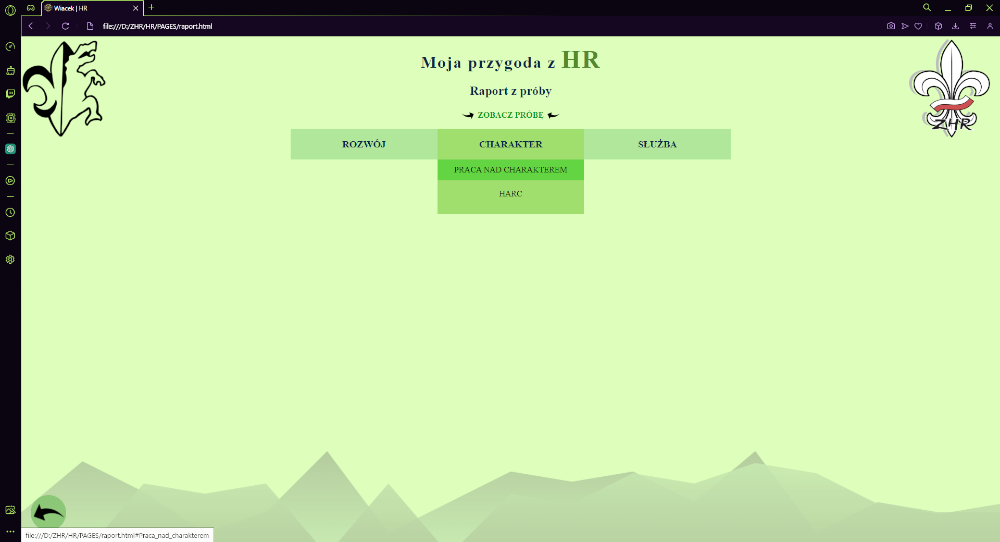 Wiacek | HR
file:///D:/ZHR/HR/PAGES/raport.html
Moja przygoda z HR
Raport z próby
ZOBACZ PRÓBE
ROZWÓJ CHARAKTER SŁUŻBA
PRACA NAD CHARAKTEREM
HARC
ZHR
file:///D:/ZHR/HR/PAGES/raport.html#Praca_nad_charakterem